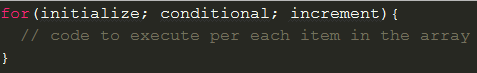 for(initialize; conditional; increment){
// code to execute per each item in the array
}